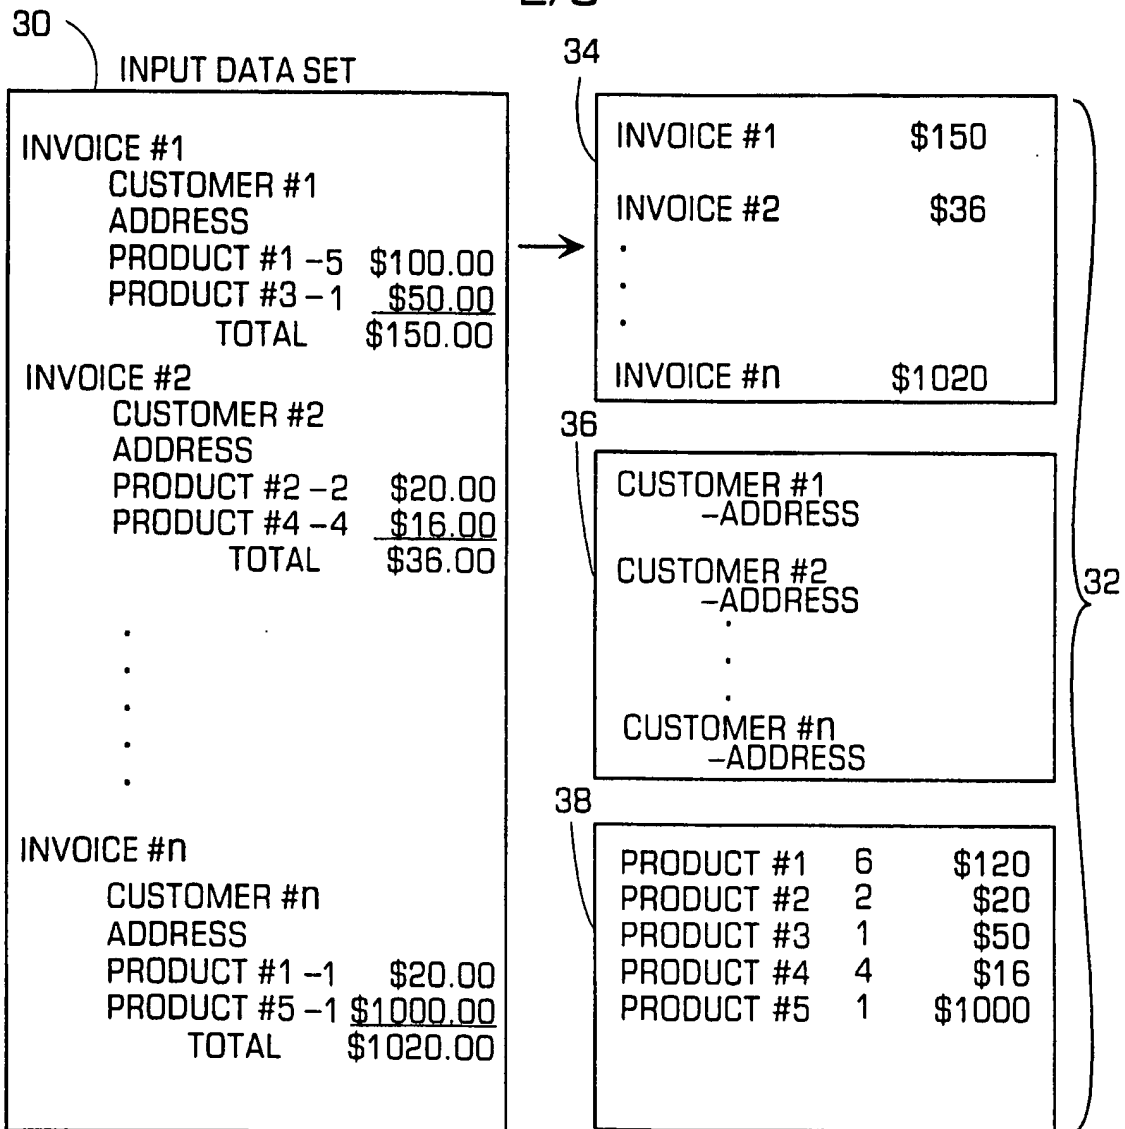 30
INPUT DATA SET
INVOICE #1
CUSTOMER #1
ADDRESS
PRODUCT #1 –5 $100.00
PRODUCT #3 – 1 $50.00
TOTAL $150.00
INVOICE #2
CUSTOMER #2
ADDRESS
PRODUCT #2 –2 $20.00
PRODUCT #4 –4 $16.00
TOTAL $36.00
INVOICE #n
CUSTOMER #n
ADDRESS
PRODUCT #1 –1 $20.00
PRODUCT #5 –1 $1000.00
TOTAL $1020.00
34
INVOICE #1 $150
INVOICE #2 $36
INVOICE #n $1020
36
CUSTOMER #1
–ADDRESS
CUSTOMER #2
–ADDRESS
CUSTOMER #n
–ADDRESS
32
38
PRODUCT #1 6 $120
PRODUCT #2 2 $20
PRODUCT #3 1 $50
PRODUCT #4 4 $16
PRODUCT #5 1 $1000